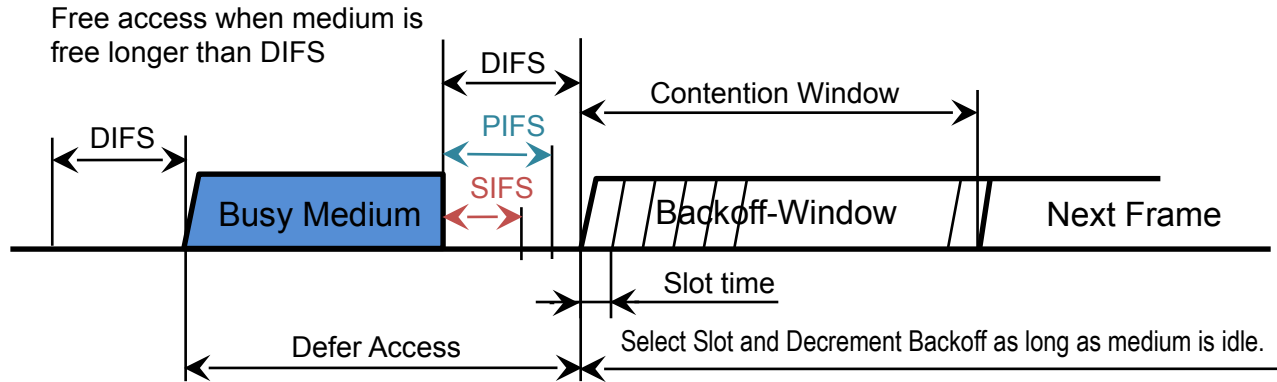 Free access when medium is
free longer than DIFS
DIFS
DIFS
Contention Window
PIFS
SIFS
Busy Medium
Backoff-Window
Next Frame
Slot time
Defer Access
Select Slot and Decrement Backoff as long as medium is idle.